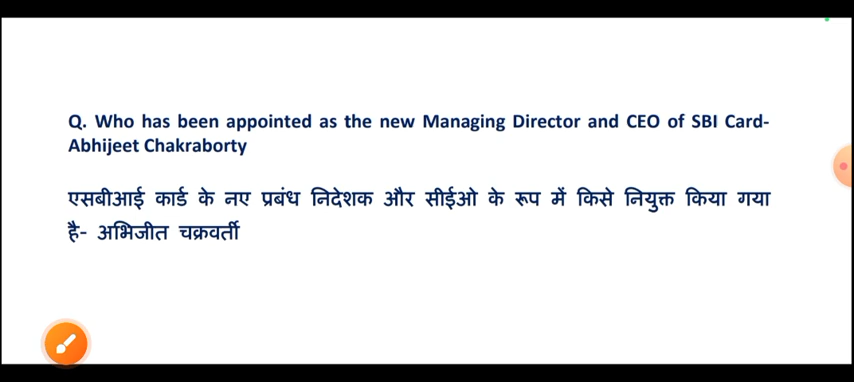 Q. Who has been appointed as the new Managing Director and CEO of SBI Card-
Abhijeet Chakraborty
एसबीआई कार्ड के नए प्रबंध निदेशक और सीईओ के रूप में किसे नियुक्त किया गया
है- अभिजीत चक्रवर्ती